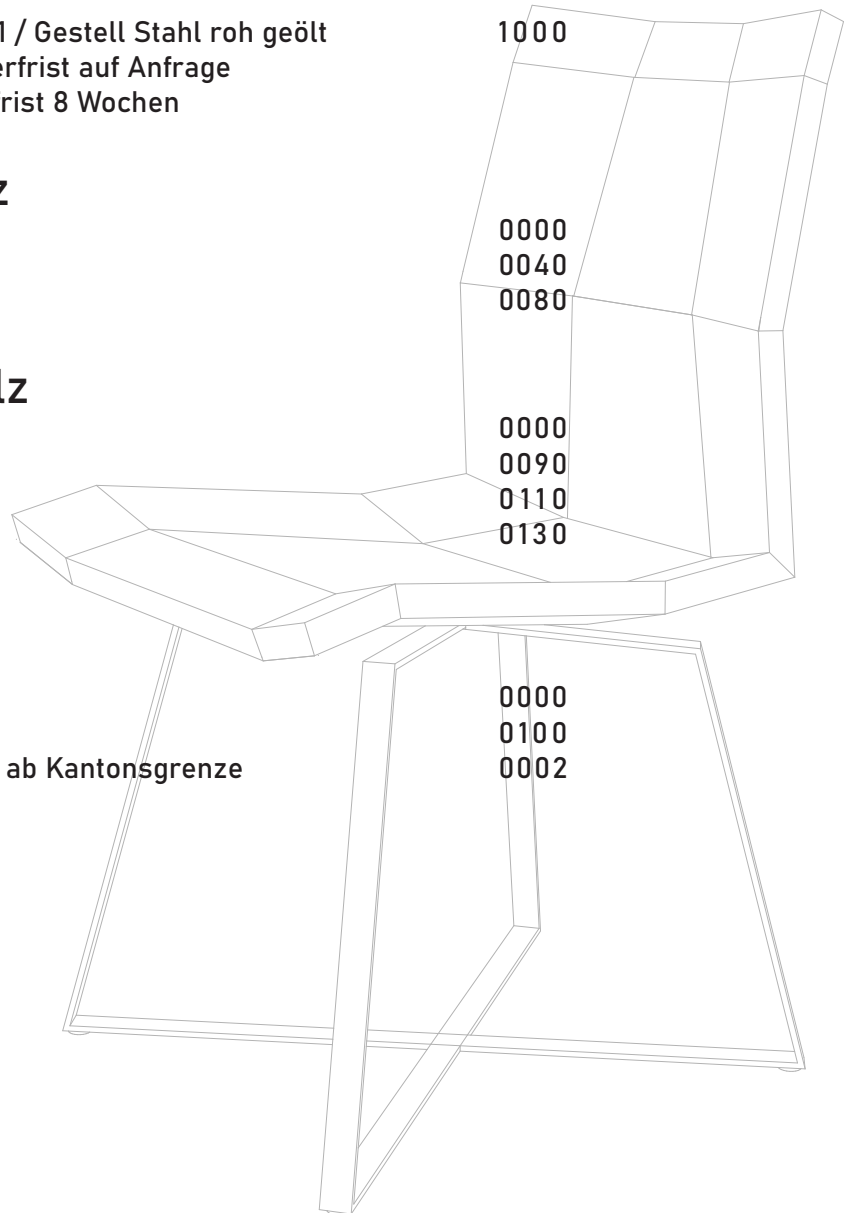 1 / Gestell Stahl roh geölt 1000
erfrist auf Anfrage
rist 8 Wochen
z
0000
0040
0080
lz
0000
0090
0110
0130
0000
0100
ab Kantonsgrenze 0002